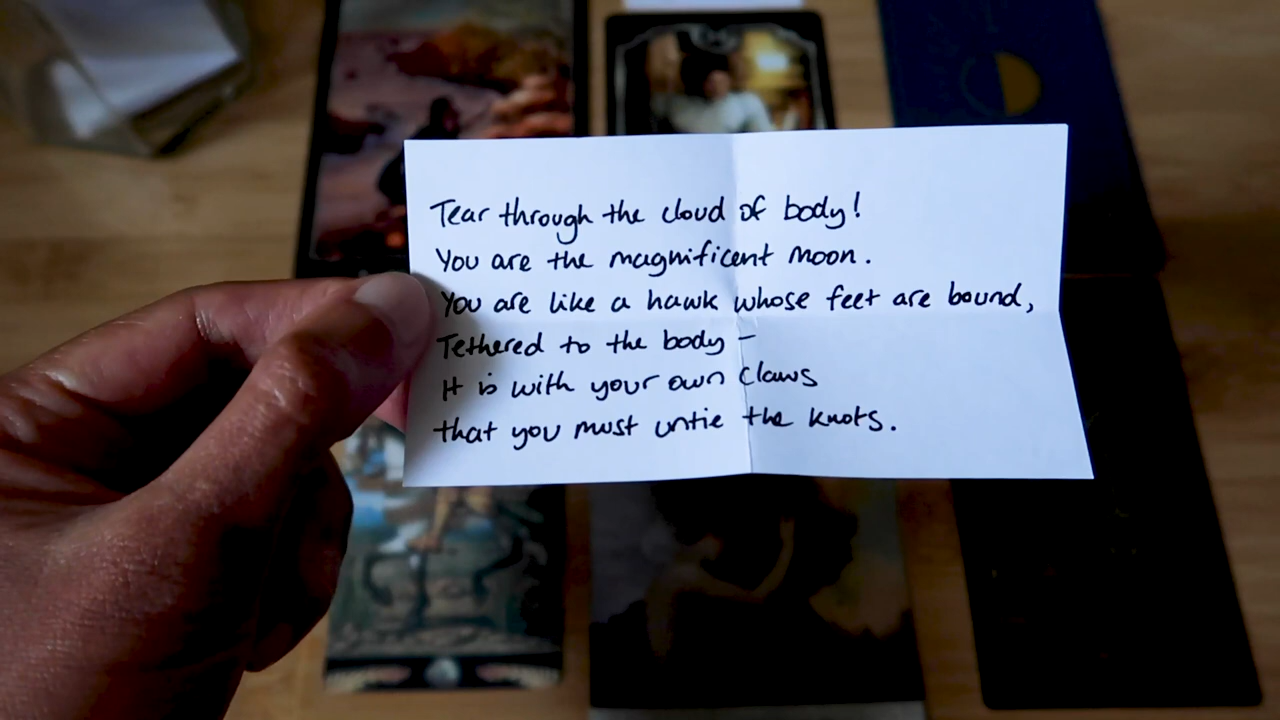 Tear through the cloud of body!
You are the magnificent moon.
You are like a hawk whose feet are bound,
Tethered to the body –
It is with your own claws
that you must untie the knots.